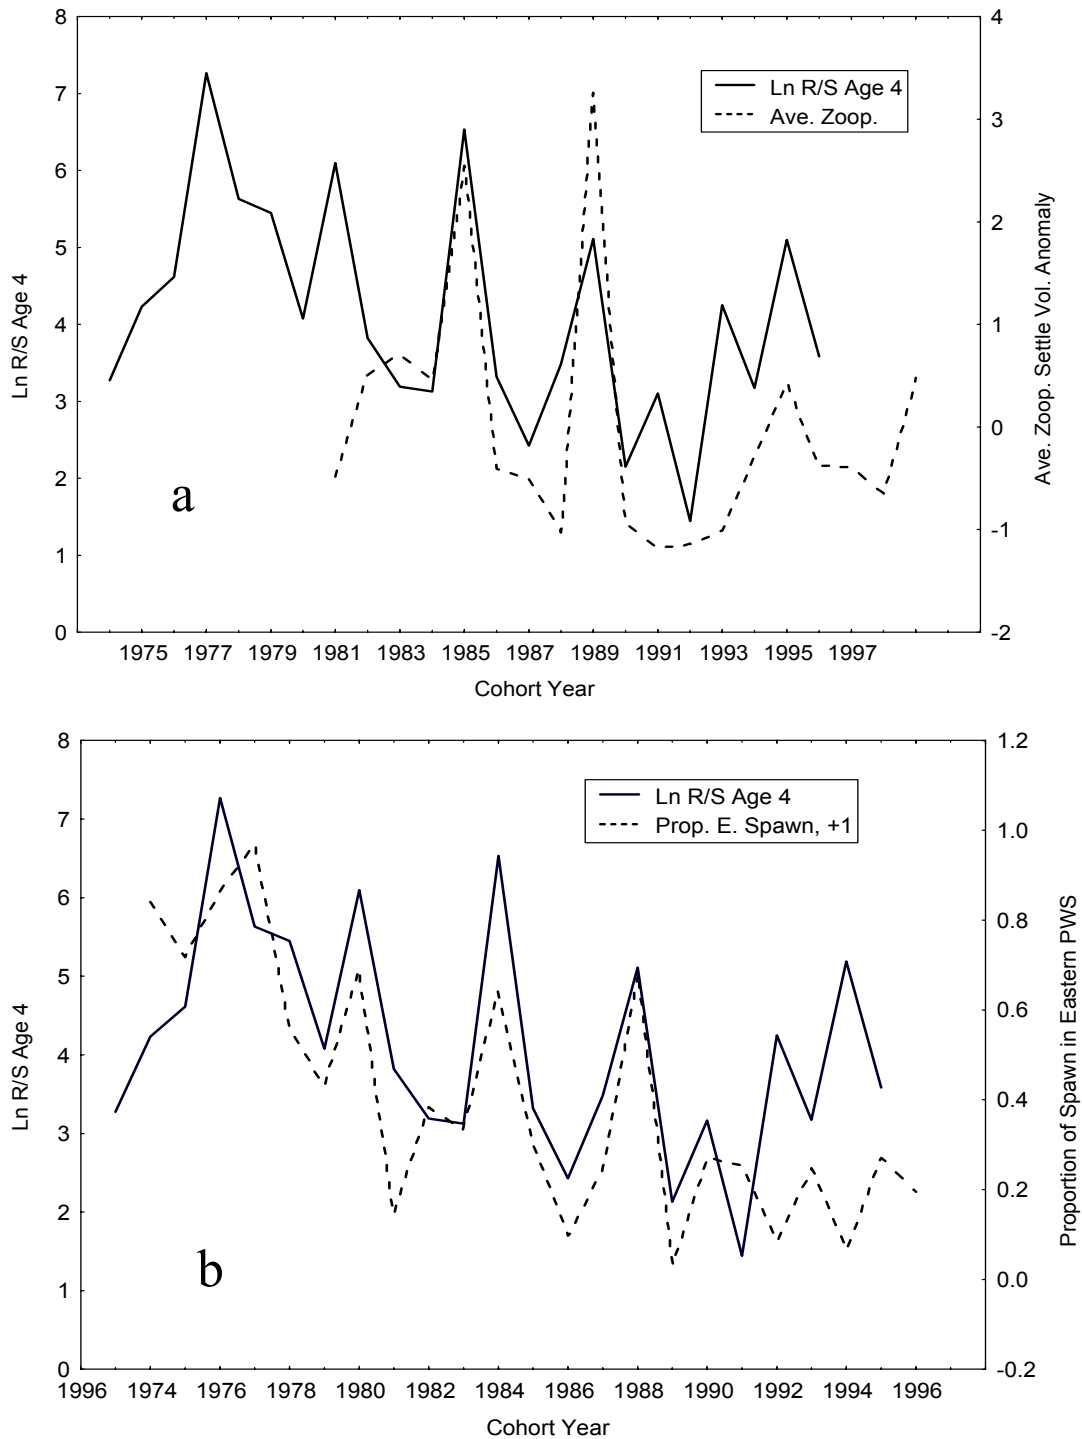 8
7
6
5
4
3
2
1
0
4
3
2
1
0
-1
-2
Ln R/S Age 4
Ave. Zoop. Settle Vol. Anomaly
Ln R/S Age 4
Ave. Zoop.
a
1975 1977 1979 1981 1983 1985 1987 1989 1991 1993 1995 1997
Cohort Year
8
7
6
5
4
3
2
1
0
1.2
1.0
0.8
0.6
0.4
0.2
0.0
-0.2
Ln R/S Age 4
Proportion of Spawn in Eastern PWS
Ln R/S Age 4
Prop. E. Spawn, +1
b
1996 1974 1976 1978 1980 1982 1984 1986 1988 1990 1992 1994 1996
Cohort Year